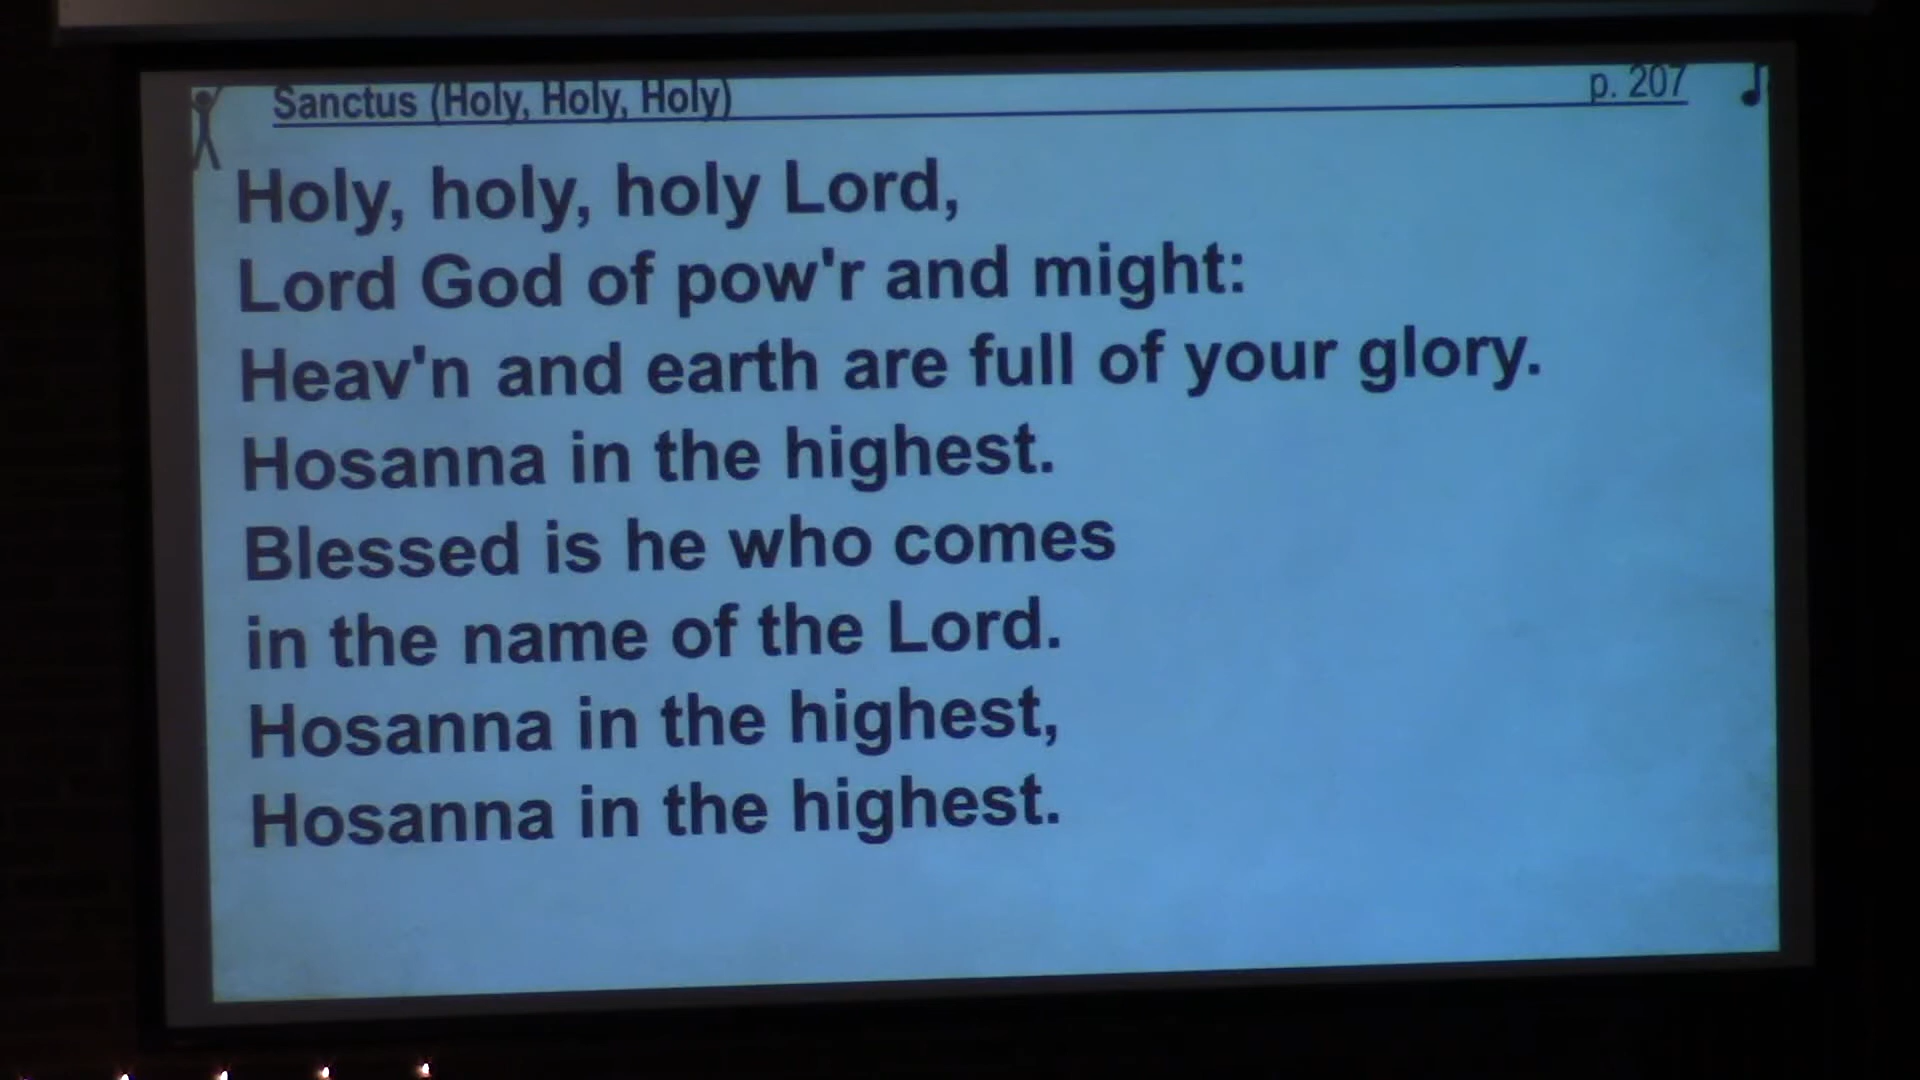 Sanctus (Holy, Holy, Holy) p. 207
Holy, holy, holy Lord,
Lord God of pow'r and might:
Heav'n and earth are full of your glory.
Hosanna in the highest.
Blessed is he who comes
in the name of the Lord.
Hosanna in the highest,
Hosanna in the highest.